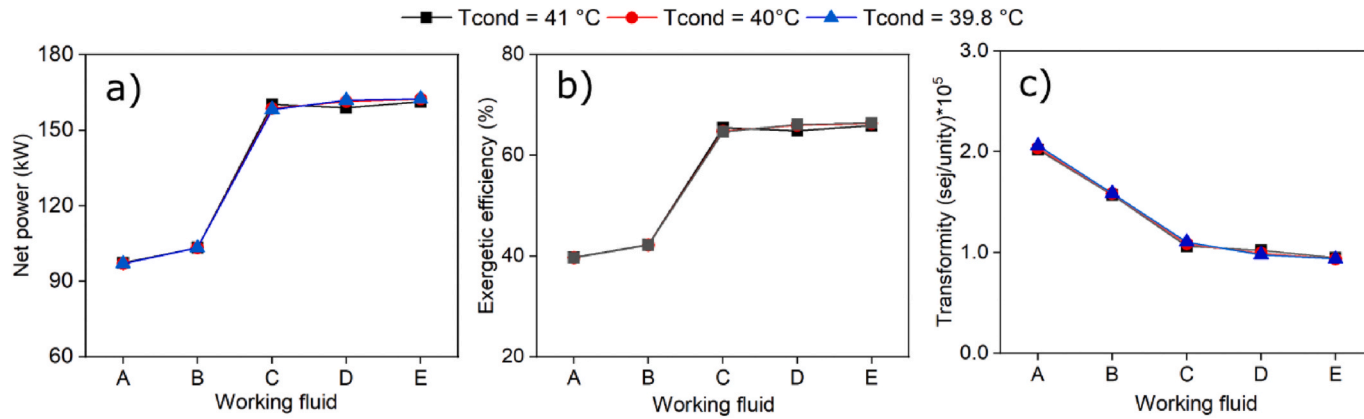 Tcond = 41 °C Tcond = 40°C Tcond = 39.8 °C
a)
Net power (kW)
180
150
120
90
60
A B C D E
Working fluid
b)
Exergetic efficiency (%)
80
60
40
20
A B C D E
Working fluid
c)
Transformity (sej/unity)*10⁵
3.0
2.0
1.0
0.0
A B C D E
Working fluid